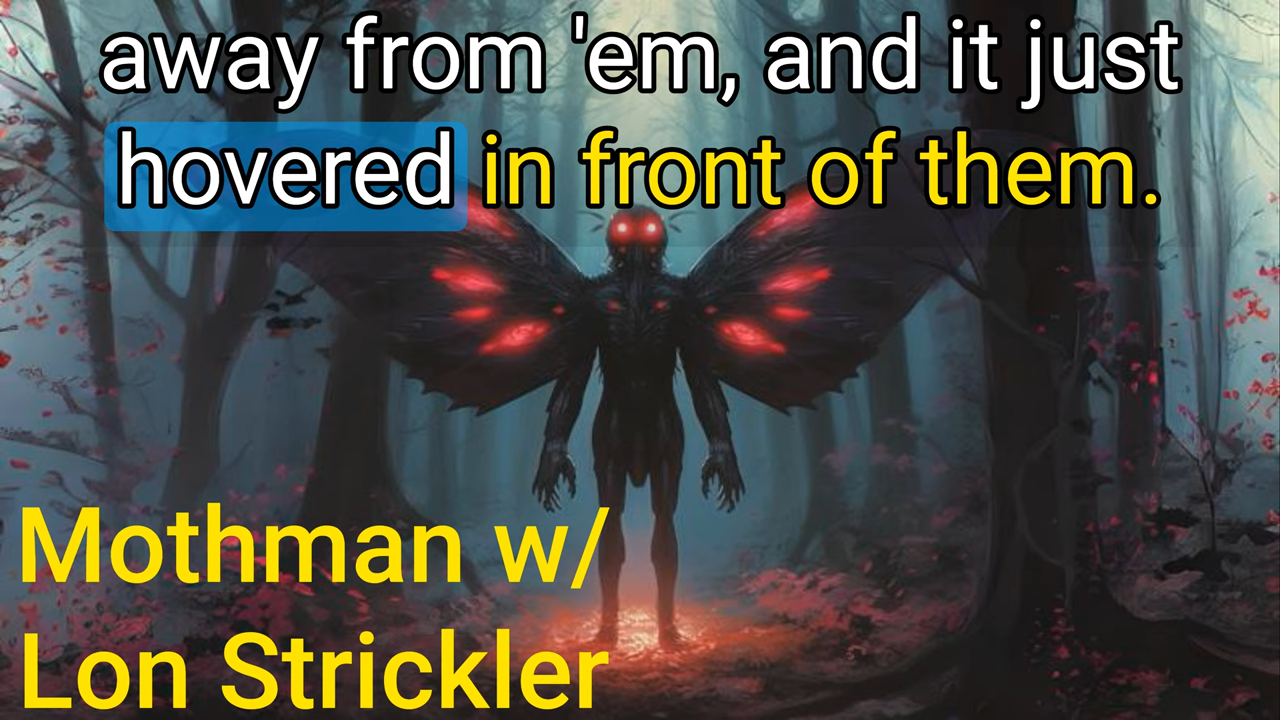 away from 'em, and it just
hovered in front of them.
Mothman w/
Lon Strickler